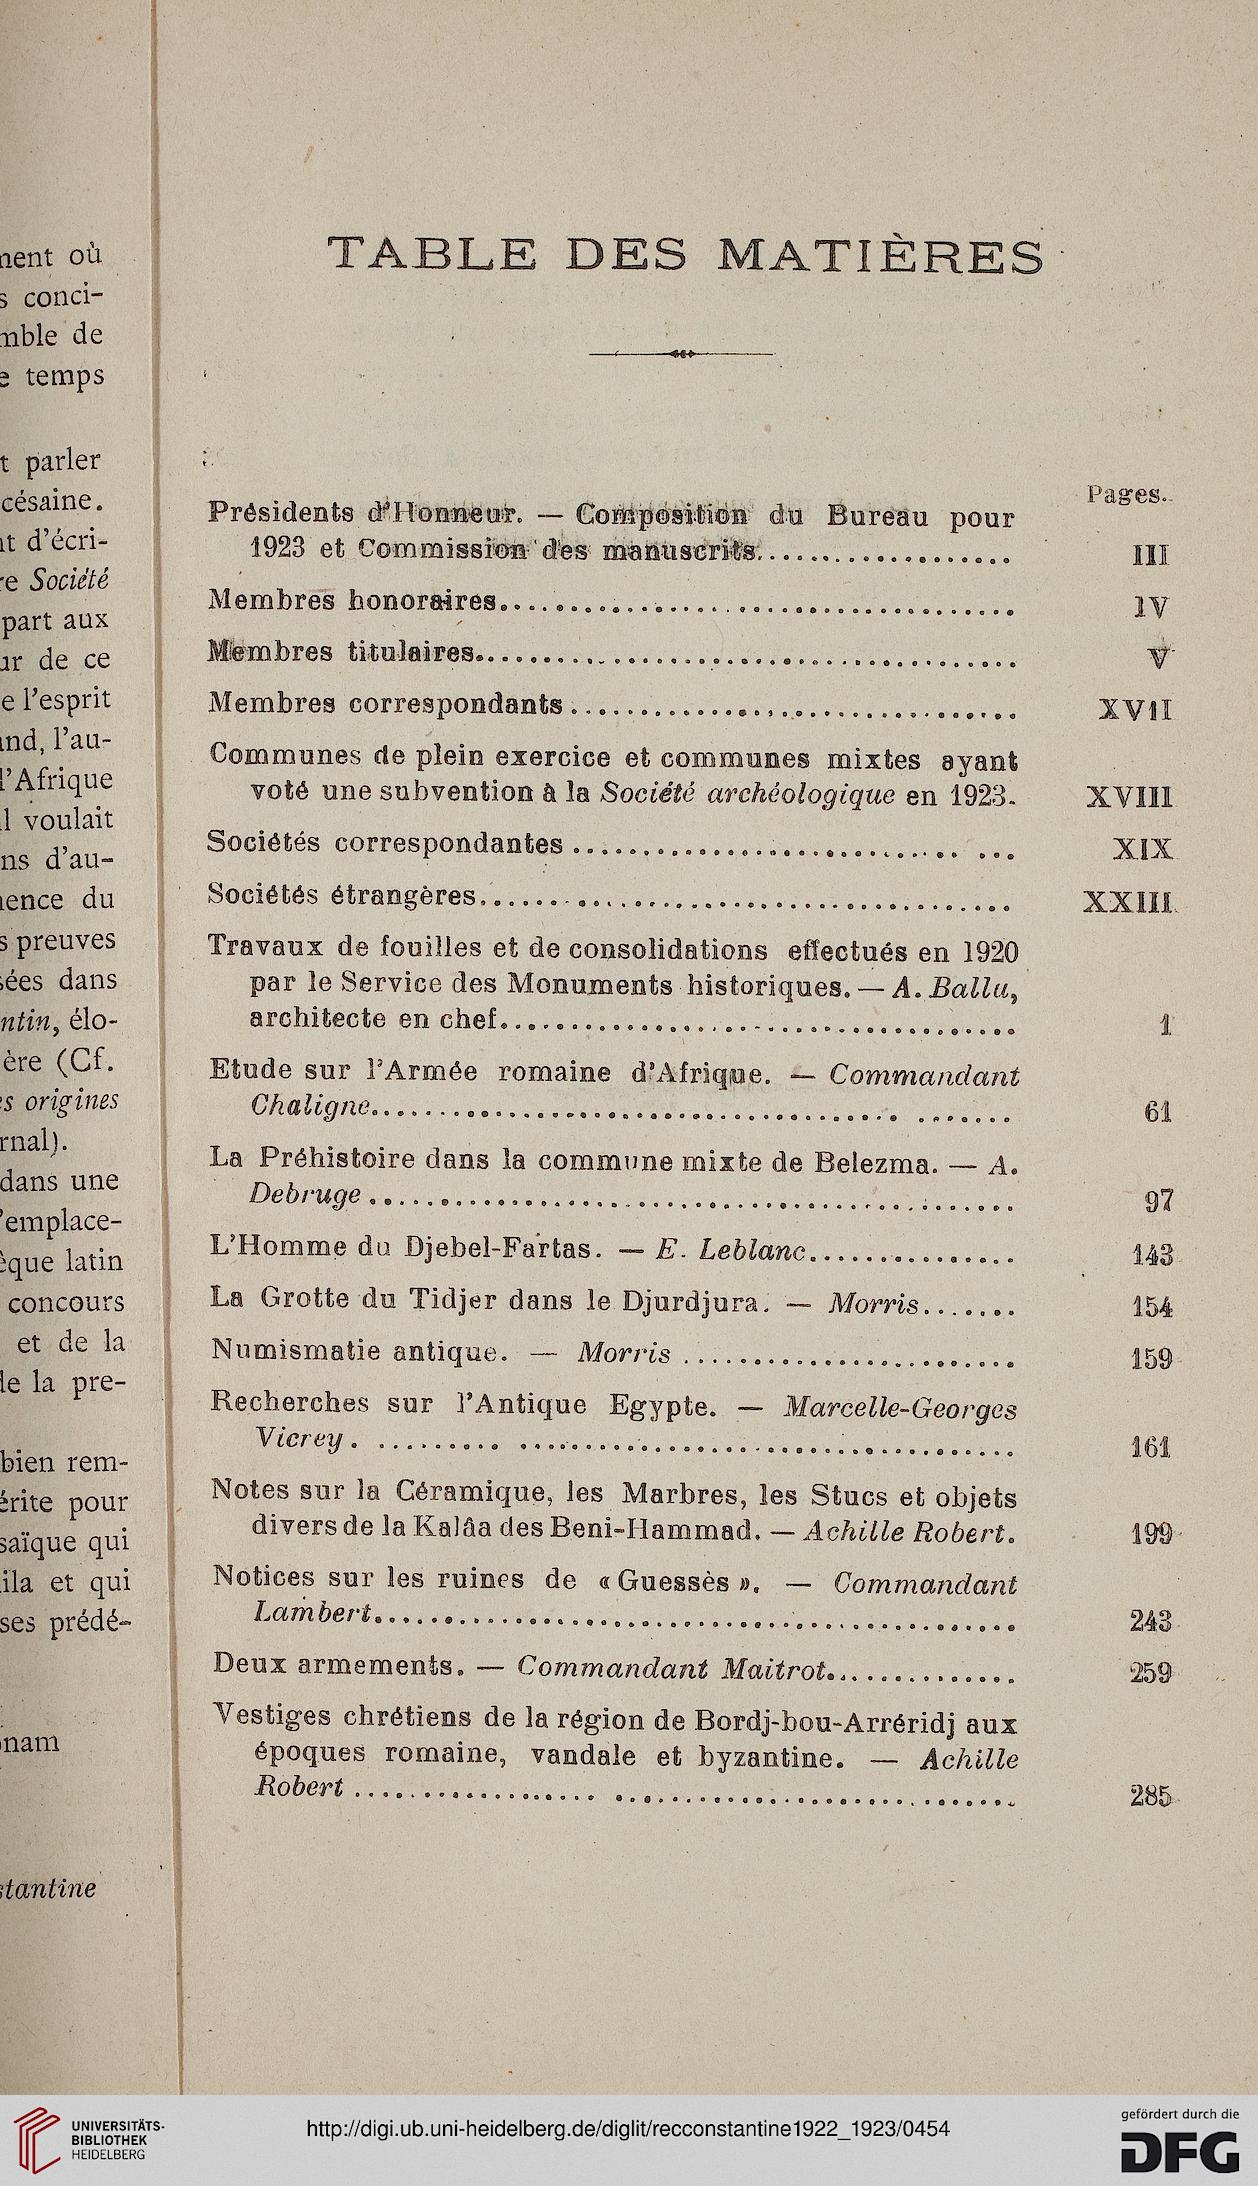 nent où
s conci-
mble de
e temps
t parler
césaine.
nt d'écri-
re Société
part aux
ur de ce
e l'esprit
and, l'au-
l'Afrique
il voulait
ns d'au-
ence du
s preuves
sées dans
ntin, élo-
ère (Cf.
es origines
rnal).
dans une
'emplace-
èque latin
concours
et de la
de la pre-
bien rem-
érite pour
saïque qui
ila et qui
ses prédé-
nam
stantine
TABLE DES MATIÈRES
Pages.
Présidents d'Honneur. — Composition du Bureau pour
1923 et Commission des manuscrits.................... III
Membres honoraires.................................... IV
Membres titulaires.................................... V
Membres correspondants................................ XVII
Communes de plein exercice et communes mixtes ayant
voté une subvention à la Société archéologique en 1923. XVIII
Sociétés correspondantes .............................. XIX
Sociétés étrangères.................................... XXIII
Travaux de fouilles et de consolidations effectués en 1920
par le Service des Monuments historiques. — A. Ballu,
architecte en chef..................................... 1
Etude sur l'Armée romaine d'Afrique. — Commandant
Chaligne............................................... 61
La Préhistoire dans la commune mixte de Belezma. — A.
Debruge ............................................... 97
L'Homme du Djebel-Fartas. — E. Leblanc................ 143
La Grotte du Tidjer dans le Djurdjura. — Morris....... 154
Numismatie antique. — Morris ......................... 159
Recherches sur l'Antique Egypte. — Marcelle-Georges
Vicrey. ............................................... 161
Notes sur la Céramique, les Marbres, les Stucs et objets
divers de la Kalâa des Beni-Hammad. — Achille Robert. 199
Notices sur les ruines de « Guessès ». — Commandant
Lambert................................................ 243
Deux armements. — Commandant Maitrot.............. 259
Vestiges chrétiens de la région de Bordj-bou-Arréridj aux
époques romaine, vandale et byzantine. — Achille
Robert ................................................ 285
UNIVERSITÄTS-
BIBLIOTHEK
HEIDELBERG
http://digi.ub.uni-heidelberg.de/diglit/recconstantine1922_1923/0454
gefördert durch die
DFG